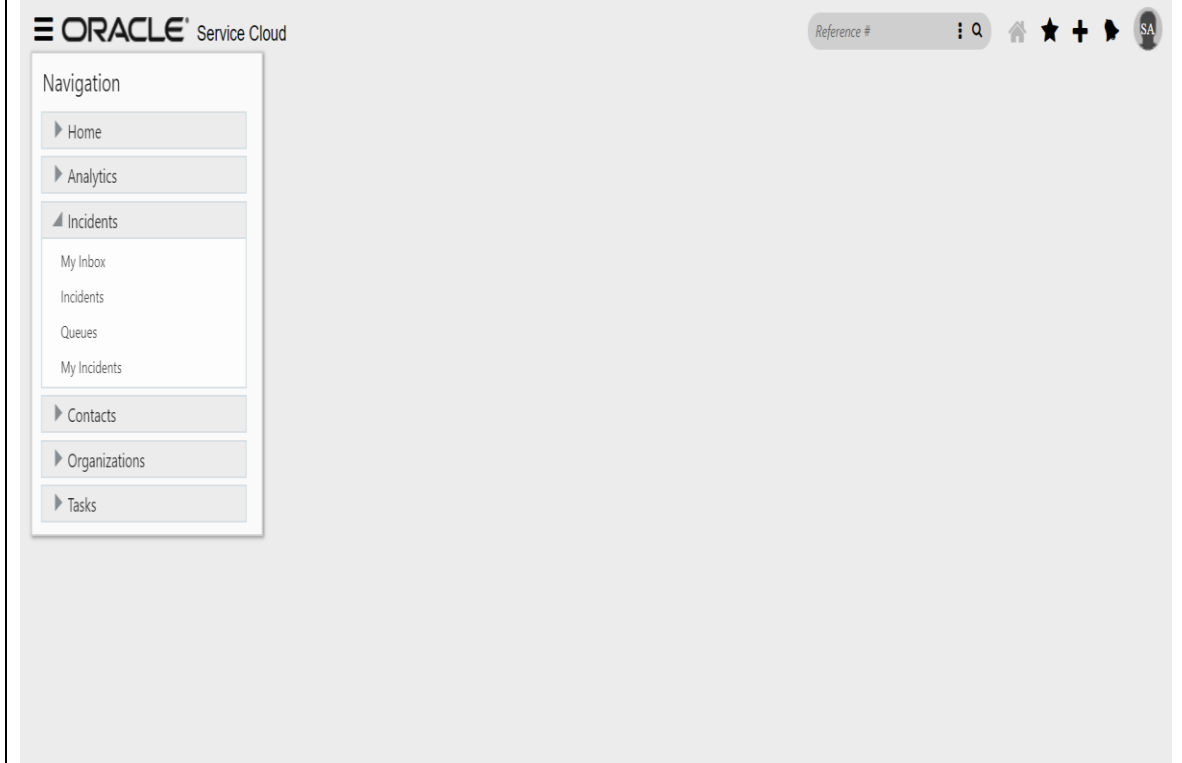 ORACLE® Service Cloud
Reference #
SA
Navigation
Home
Analytics
Incidents
My Inbox
Incidents
Queues
My Incidents
Contacts
Organizations
Tasks